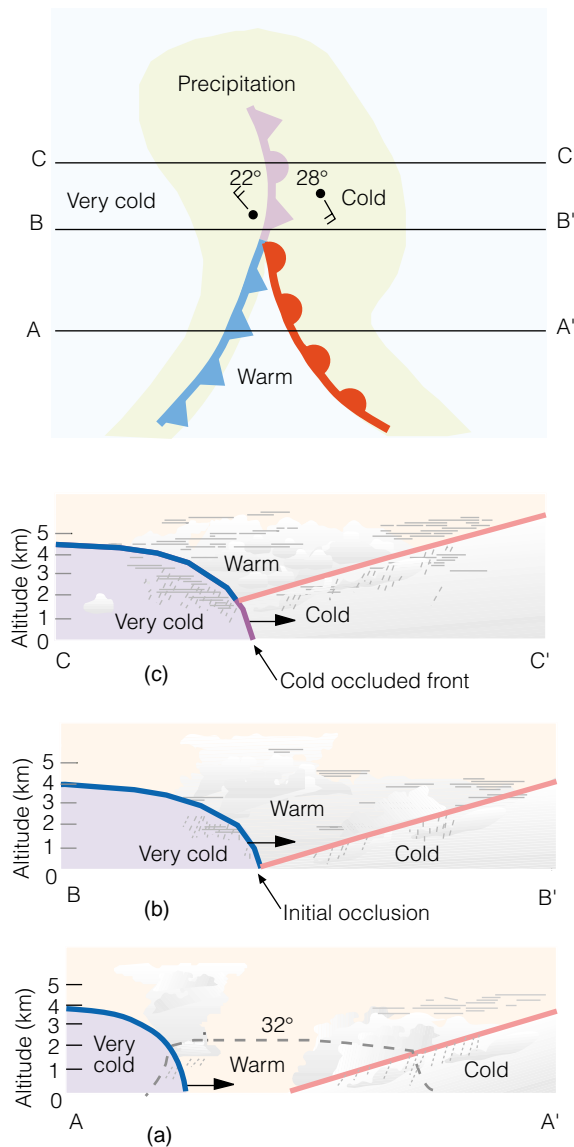 Precipitation
C C
22° 28°
Very cold Cold
B B'
A A'
Warm
Altitude (km)
5
4
3
2
1
0
Warm
Very cold
Cold
C C'
(c)
Cold occluded front
Altitude (km)
5
4
3
2
1
0
Warm
Very cold
Cold
B B'
(b)
Initial occlusion
Altitude (km)
5
4
3
2
1
0
32°
Very
cold
Warm
Cold
A A'
(a)